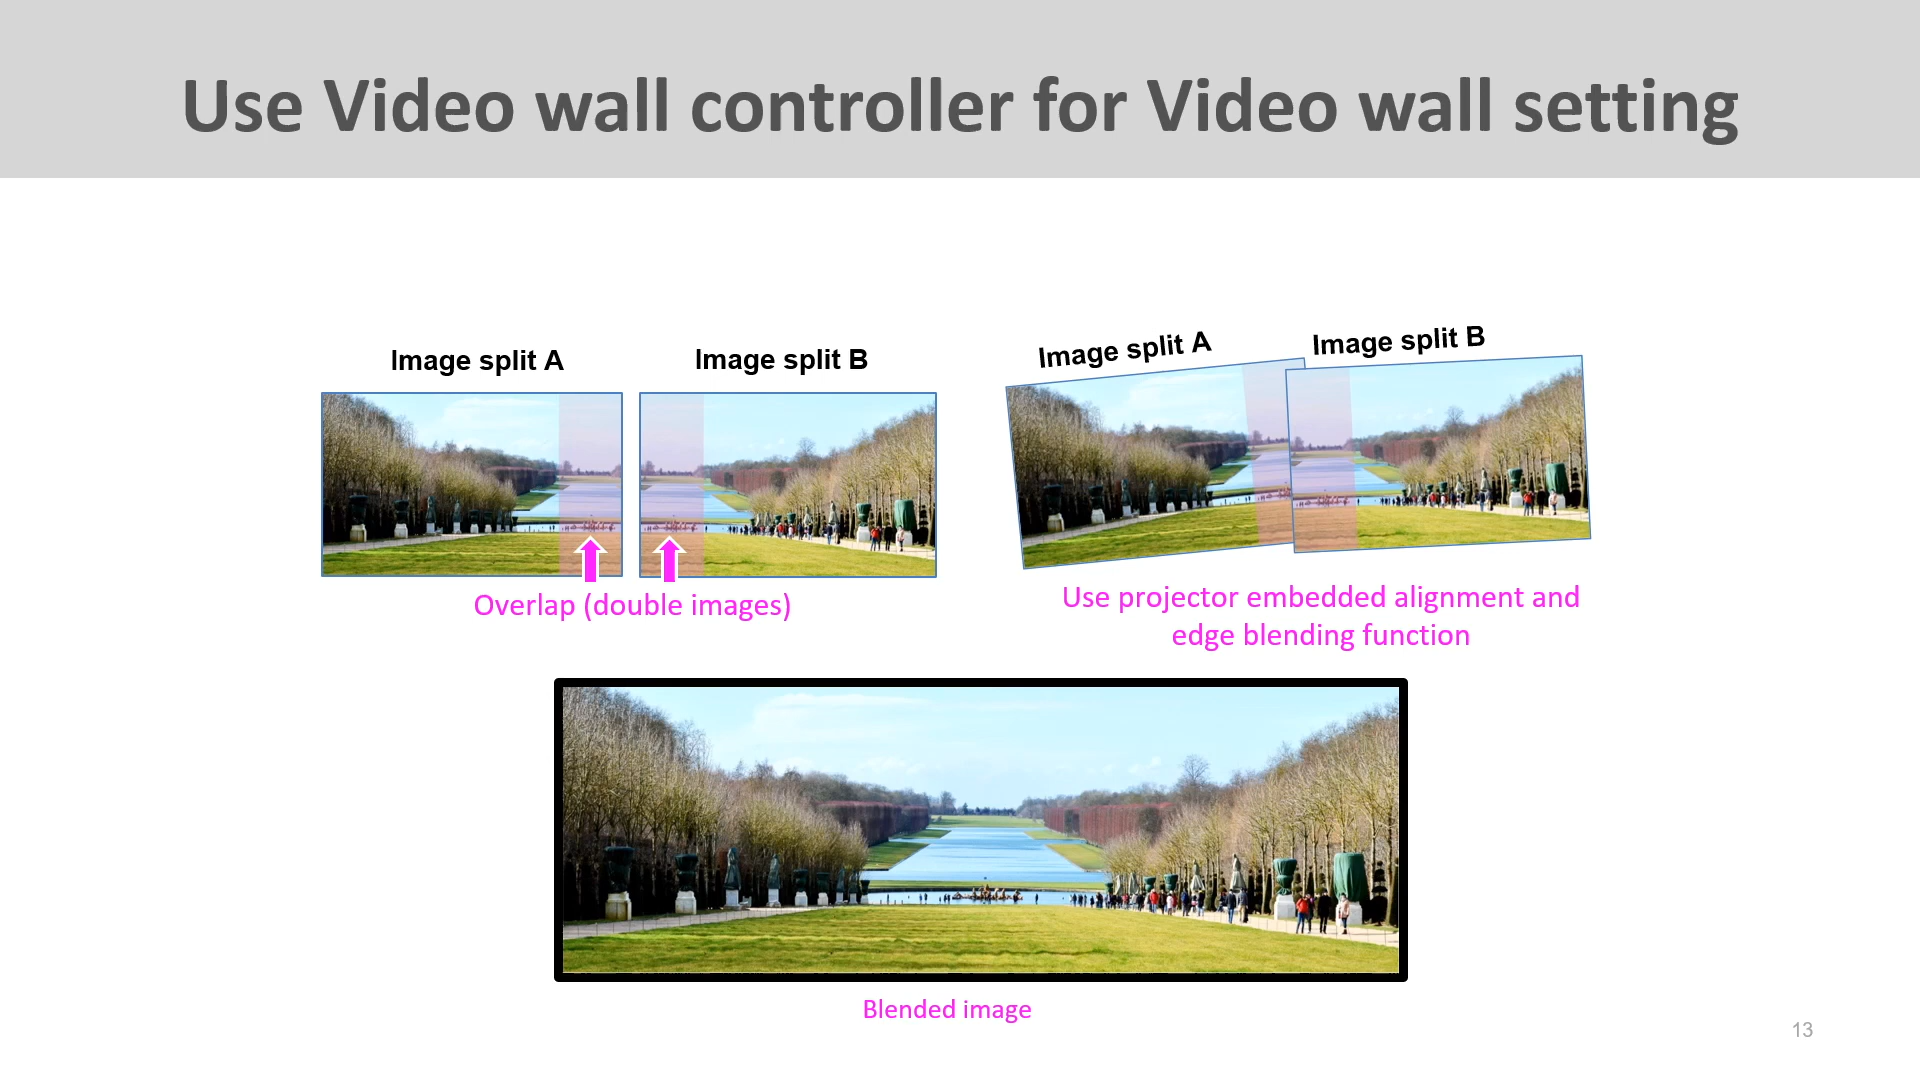 Use Video wall controller for Video wall setting
Image split A
Image split B
Overlap (double images)
Image split A
Image split B
Use projector embedded alignment and
edge blending function
Blended image
13